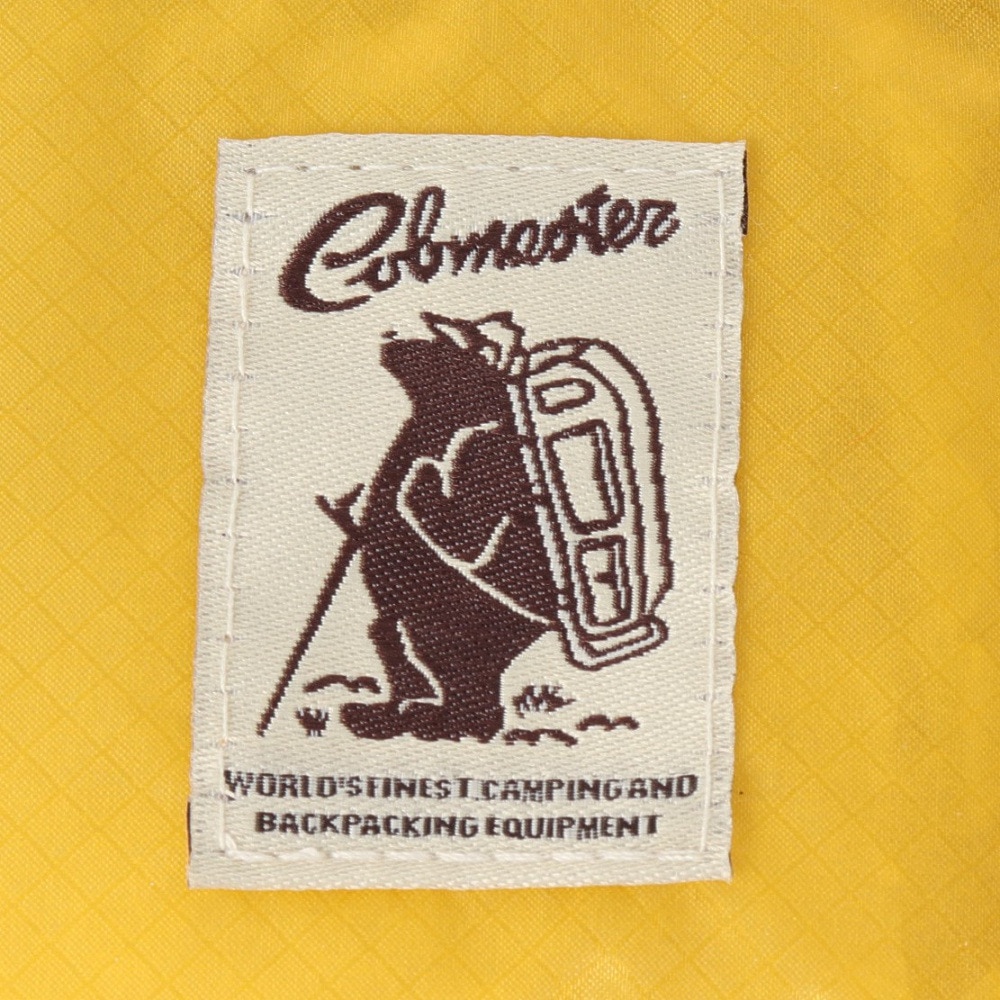 Cobmaster
WORLD'S FINEST CAMPING AND
BACKPACKING EQUIPMENT